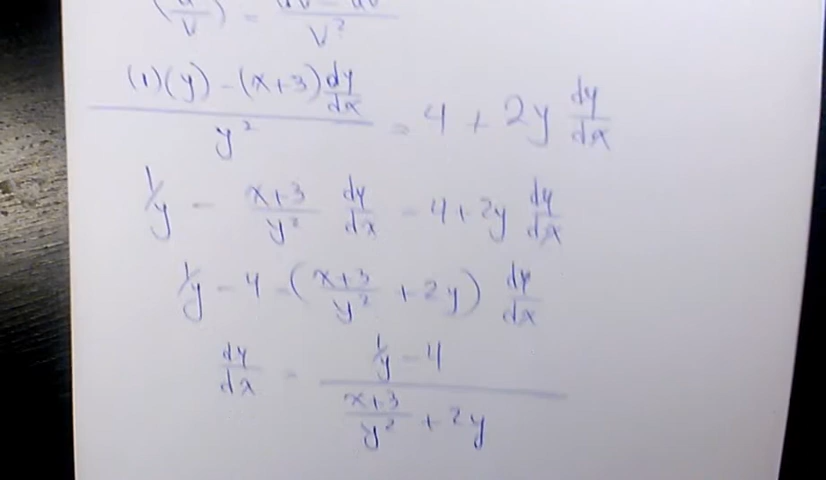 (u/v) = /v²
((1)(y) - (x+3) dy/dx)/y² = 4 + 2y dy/dx
1/y - (x+3)/y² dy/dx = 4 + 2y dy/dx
1/y - 4 = ((x+3)/y² + 2y) dy/dx
dy/dx = (1/y - 4)/((x+3)/y² + 2y)